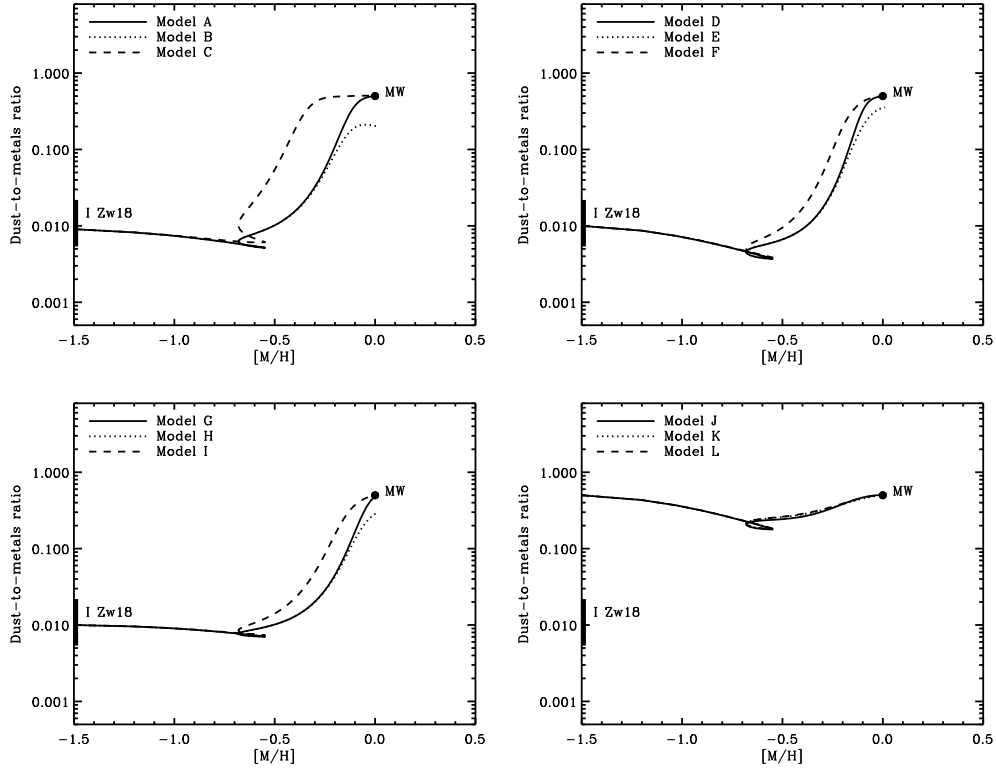 Model A
Model B
Model C
1.000
MW
0.100
I Zw18
0.010
0.001
Dust-to-metals ratio
-1.5 -1.0 -0.5 0.0 0.5
[M/H]
Model D
Model E
Model F
1.000
MW
0.100
I Zw18
0.010
0.001
Dust-to-metals ratio
-1.5 -1.0 -0.5 0.0 0.5
[M/H]
Model G
Model H
Model I
1.000
MW
0.100
I Zw18
0.010
0.001
Dust-to-metals ratio
-1.5 -1.0 -0.5 0.0 0.5
[M/H]
Model J
Model K
Model L
1.000
MW
0.100
I Zw18
0.010
0.001
Dust-to-metals ratio
-1.5 -1.0 -0.5 0.0 0.5
[M/H]